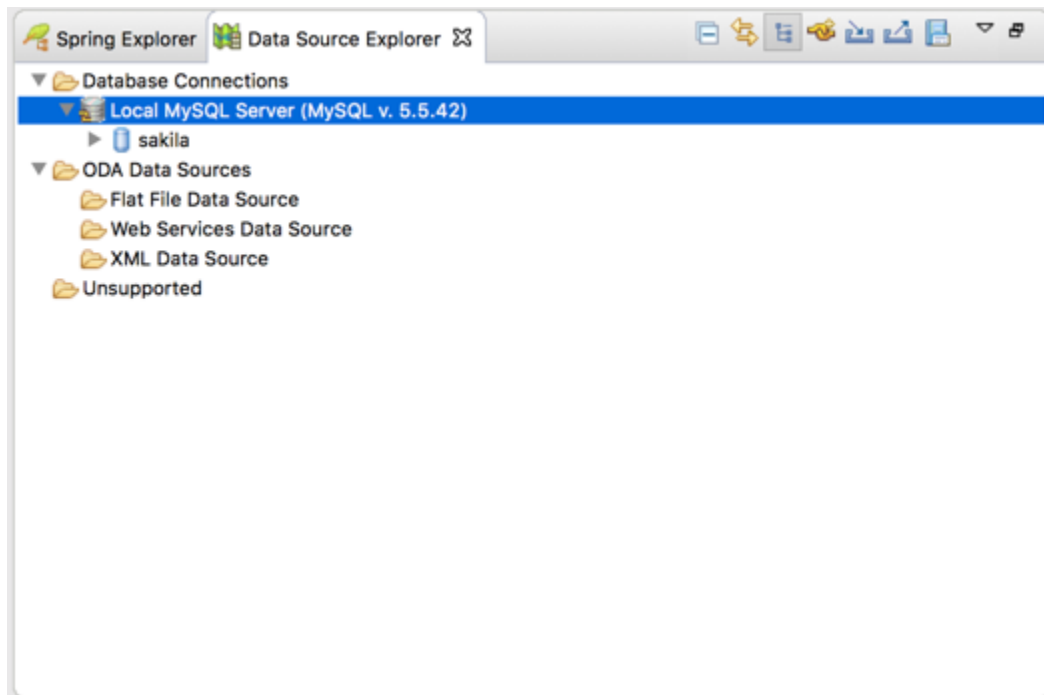 Spring Explorer Data Source Explorer
Database Connections
Local MySQL Server (MySQL v. 5.5.42)
sakila
ODA Data Sources
Flat File Data Source
Web Services Data Source
XML Data Source
Unsupported